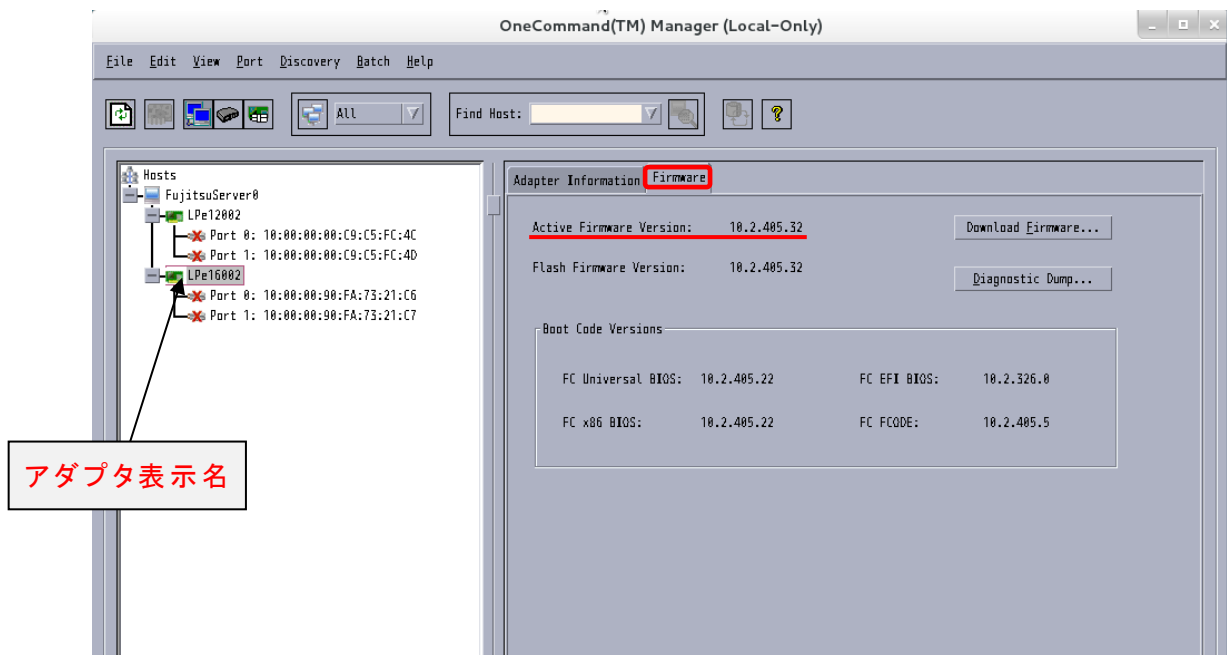 OneCommand(TM) Manager (Local-Only)
File Edit View Port Discovery Batch Help
All
Find Host:
Hosts
FujitsuServer0
LPe12002
Port 0: 10:00:00:00:C9:C5:FC:4C
Port 1: 10:00:00:00:C9:C5:FC:4D
LPe16002
Port 0: 10:00:00:90:FA:73:21:C6
Port 1: 10:00:00:90:FA:73:21:C7
アダプタ表示名
Adapter Information Firmware
Active Firmware Version: 10.2.405.32
Download Firmware...
Flash Firmware Version: 10.2.405.32
Diagnostic Dump...
Boot Code Versions
FC Universal BIOS: 10.2.405.22 FC EFI BIOS: 10.2.326.0
FC x86 BIOS: 10.2.405.22 FC FCODE: 10.2.405.5